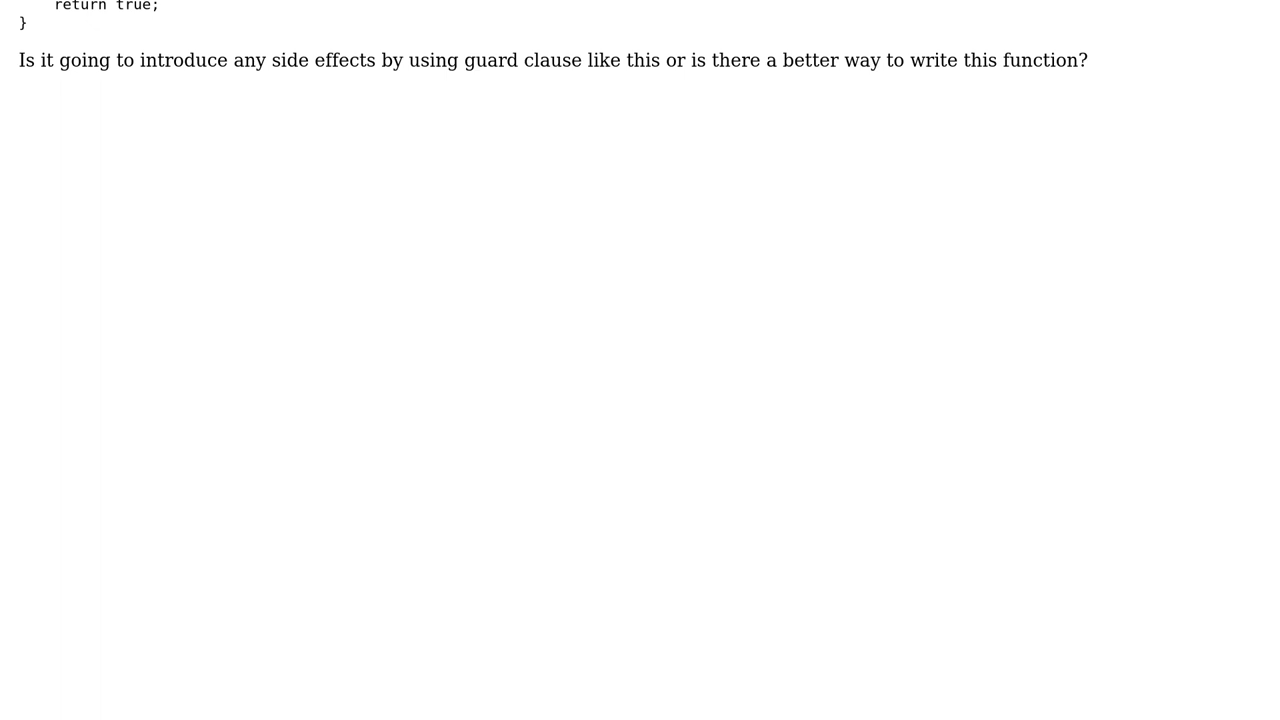 return true;
}
Is it going to introduce any side effects by using guard clause like this or is there a better way to write this function?